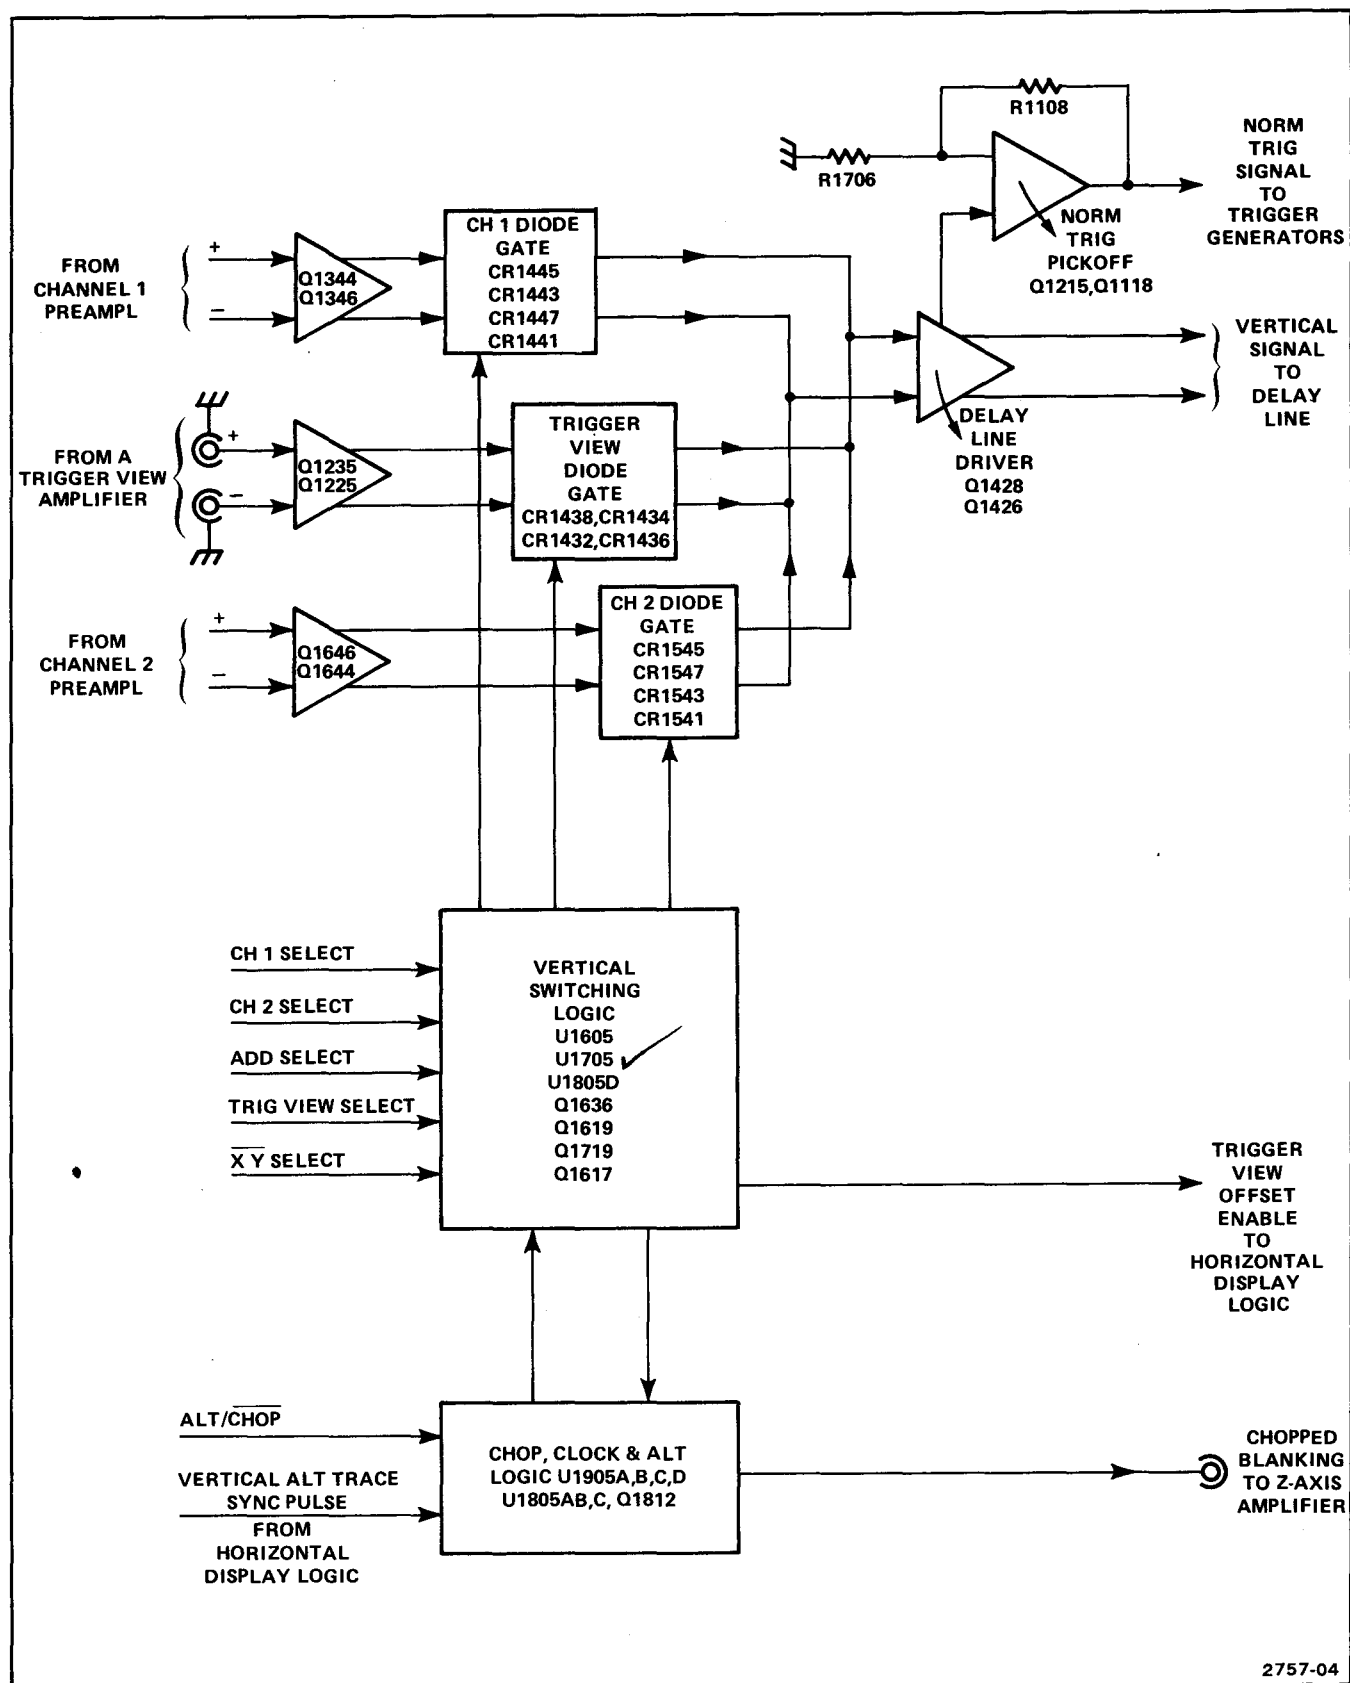 R1108
R1706
NORM
TRIG
SIGNAL
TO
TRIGGER
GENERATORS
NORM
TRIG
PICKOFF
Q1215,Q1118
FROM
CHANNEL 1
PREAMPL
+
−
Q1344
Q1346
CH 1 DIODE
GATE
CR1445
CR1443
CR1447
CR1441
VERTICAL
SIGNAL
TO
DELAY
LINE
DELAY
LINE
DRIVER
Q1428
Q1426
FROM A
TRIGGER VIEW
AMPLIFIER
+
−
Q1235
Q1225
TRIGGER
VIEW
DIODE
GATE
CR1438,CR1434
CR1432,CR1436
FROM
CHANNEL 2
PREAMPL
+
−
Q1646
Q1644
CH 2 DIODE
GATE
CR1545
CR1547
CR1543
CR1541
CH 1 SELECT
CH 2 SELECT
ADD SELECT
TRIG VIEW SELECT
X̅ Y̅ SELECT
VERTICAL
SWITCHING
LOGIC
U1605
U1705
U1805D
Q1636
Q1619
Q1719
Q1617
TRIGGER
VIEW
OFFSET
ENABLE
TO
HORIZONTAL
DISPLAY
LOGIC
ALT/C̅H̅O̅P̅
VERTICAL ALT TRACE
SYNC PULSE
FROM
HORIZONTAL
DISPLAY LOGIC
CHOP, CLOCK & ALT
LOGIC U1905A,B,C,D
U1805AB,C, Q1812
CHOPPED
BLANKING
TO Z-AXIS
AMPLIFIER
2757-04